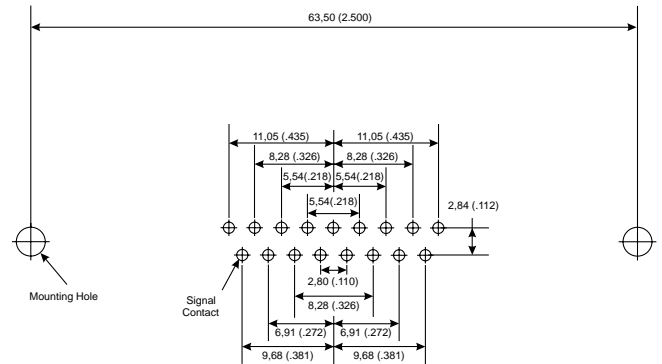 63,50 (2.500)
11,05 (.435) 11,05 (.435)
8,28 (.326) 8,28 (.326)
5,54(.218) 5,54(.218)
5,54(.218)
2,84 (.112)
2,80 (.110)
Mounting Hole
Signal
Contact
8,28 (.326)
6,91 (.272) 6,91 (.272)
9,68 (.381) 9,68 (.381)